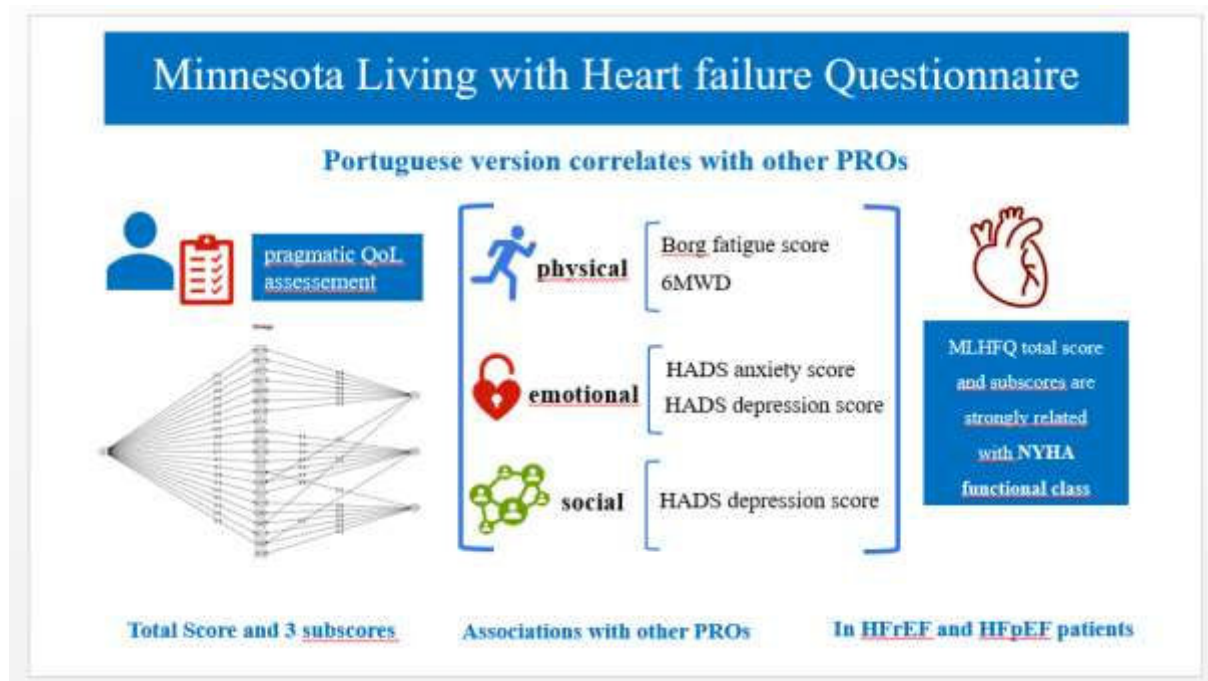 Minnesota Living with Heart failure Questionnaire
Portuguese version correlates with other PROs
pragmatic QoL
assessement
physical
Borg fatigue score
6MWD
emotional
HADS anxiety score
HADS depression score
social
HADS depression score
MLHFQ total score
and subscores are
strongly related
with NYHA
functional class
Total Score and 3 subscores
Associations with other PROs
In HFrEF and HFpEF patients